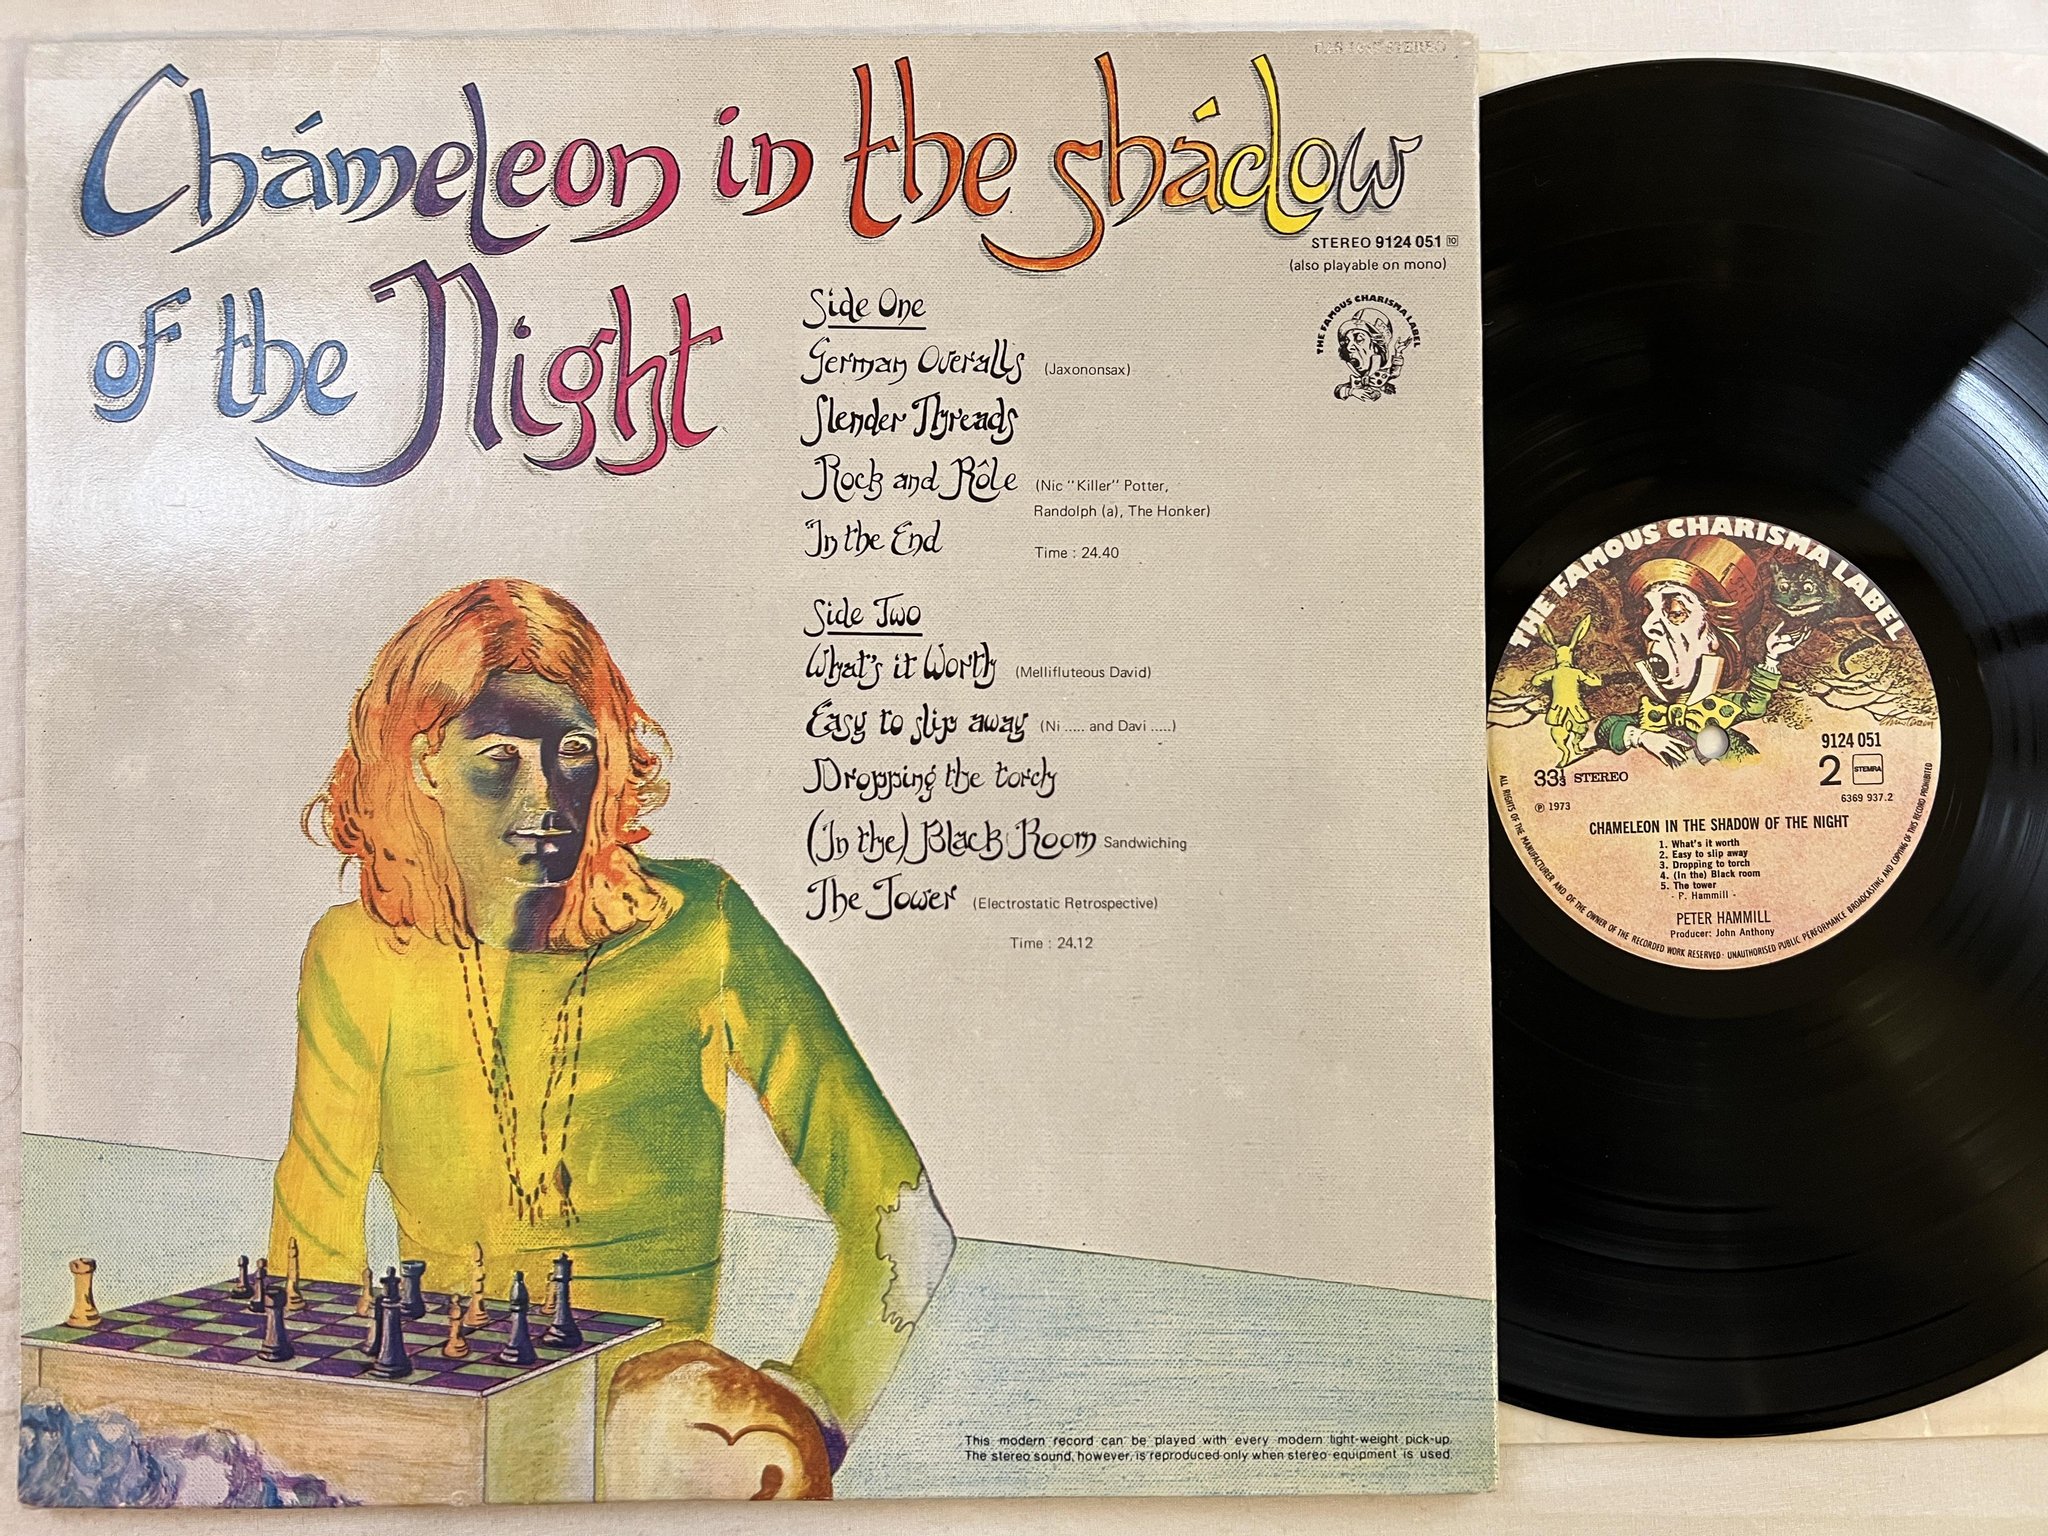 Chámeleon in the shádow
of the Night
STEREO 9124 051 10
(also playable on mono)
THE FAMOUS CHARISMA LABEL
Side One
German Overalls (Jaxononsax)
Slender Threads
Rock and Rôle (Nic "Killer" Potter,
Randolph (a), The Honker)
In the End Time : 24.40
Side Two
What's it Worth (Mellifluteous David)
Easy to slip away (Ni ..... and Davi .....)
Dropping the torch
(In the) Black Room Sandwiching
The Tower (Electrostatic Retrospective)
Time : 24.12
This modern record can be played with every modern light-weight pick-up.
The stereo sound, however, is reproduced only when stereo equipment is used.
THE FAMOUS CHARISMA LABEL
9124 051
33⅓ STEREO 2 STEMRA
℗ 1973 6369 937.2
CHAMELEON IN THE SHADOW OF THE NIGHT
1. What's it worth
2. Easy to slip away
3. Dropping to torch
4. (In the) Black room
5. The tower
- P. Hammill -
PETER HAMMILL
Producer: John Anthony
ALL RIGHTS OF THE MANUFACTURER AND OF THE OWNER OF THE RECORDED WORK RESERVED · UNAUTHORISED PUBLIC PERFORMANCE BROADCASTING AND COPYING OF THIS RECORD PROHIBITED